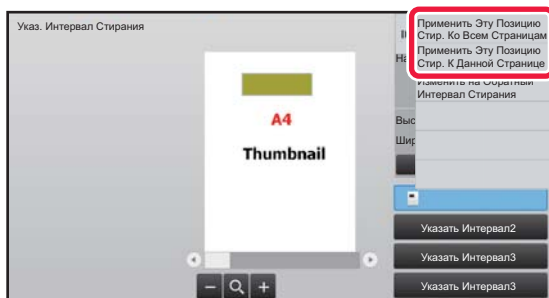 Указ. Интервал Стирания
Применить Эту Позицию
Стир. Ко Всем Страницам
Применить Эту Позицию
Стир. К Данной Странице
Изменить на Обратный
Интервал Стирания
A4
Thumbnail
Указать Интервал2
Указать Интервал3
Указать Интервал3